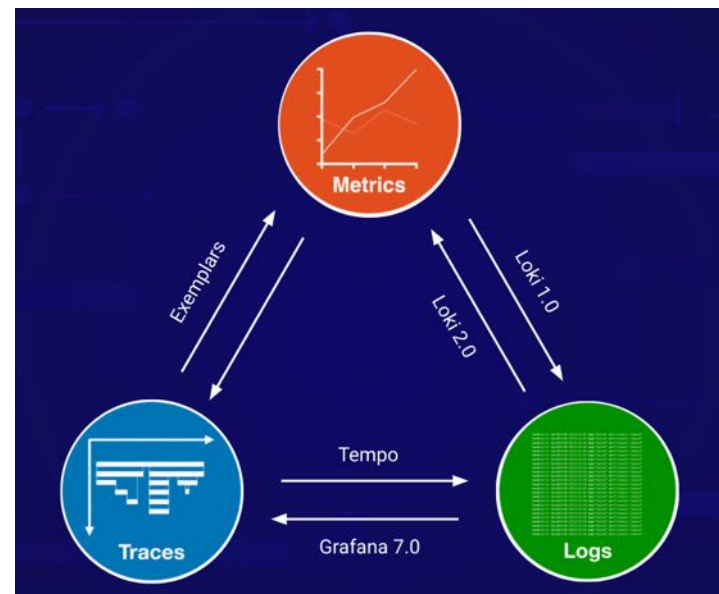 Metrics
Exemplars
Loki 1.0
Loki 2.0
Tempo
Grafana 7.0
Traces
Logs